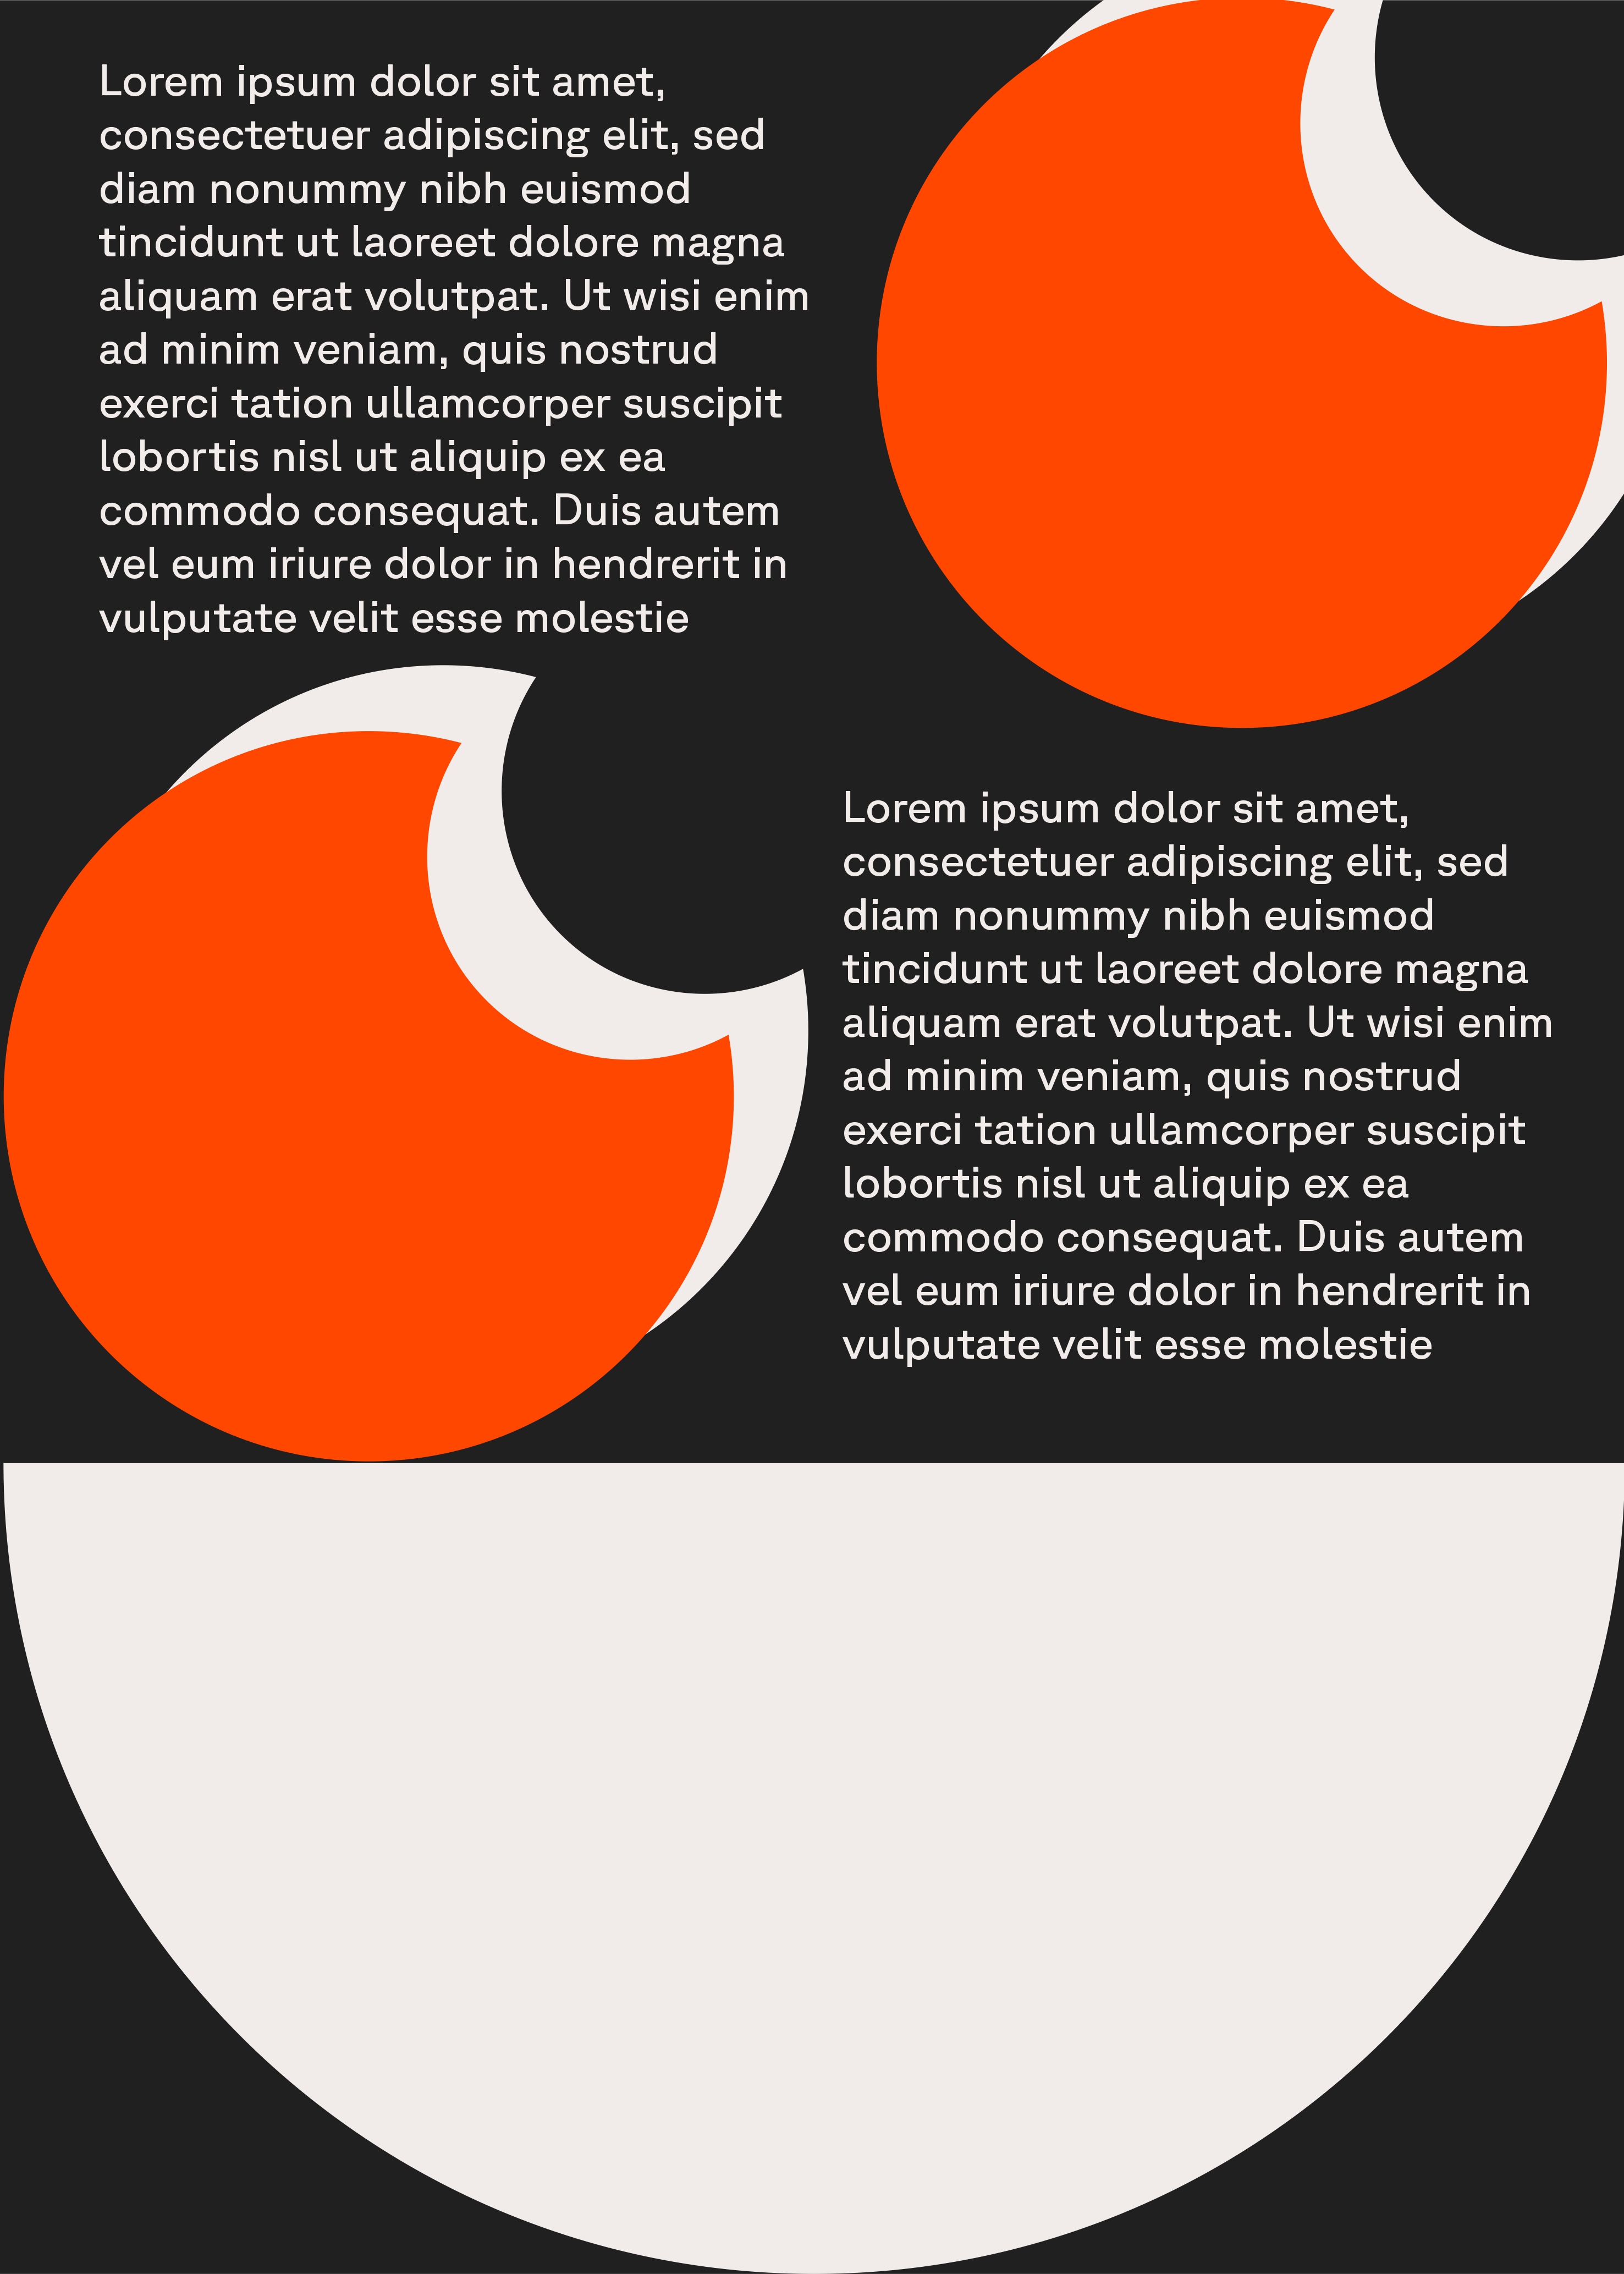 Lorem ipsum dolor sit amet,
consectetuer adipiscing elit, sed
diam nonummy nibh euismod
tincidunt ut laoreet dolore magna
aliquam erat volutpat. Ut wisi enim
ad minim veniam, quis nostrud
exerci tation ullamcorper suscipit
lobortis nisl ut aliquip ex ea
commodo consequat. Duis autem
vel eum iriure dolor in hendrerit in
vulputate velit esse molestie
Lorem ipsum dolor sit amet,
consectetuer adipiscing elit, sed
diam nonummy nibh euismod
tincidunt ut laoreet dolore magna
aliquam erat volutpat. Ut wisi enim
ad minim veniam, quis nostrud
exerci tation ullamcorper suscipit
lobortis nisl ut aliquip ex ea
commodo consequat. Duis autem
vel eum iriure dolor in hendrerit in
vulputate velit esse molestie